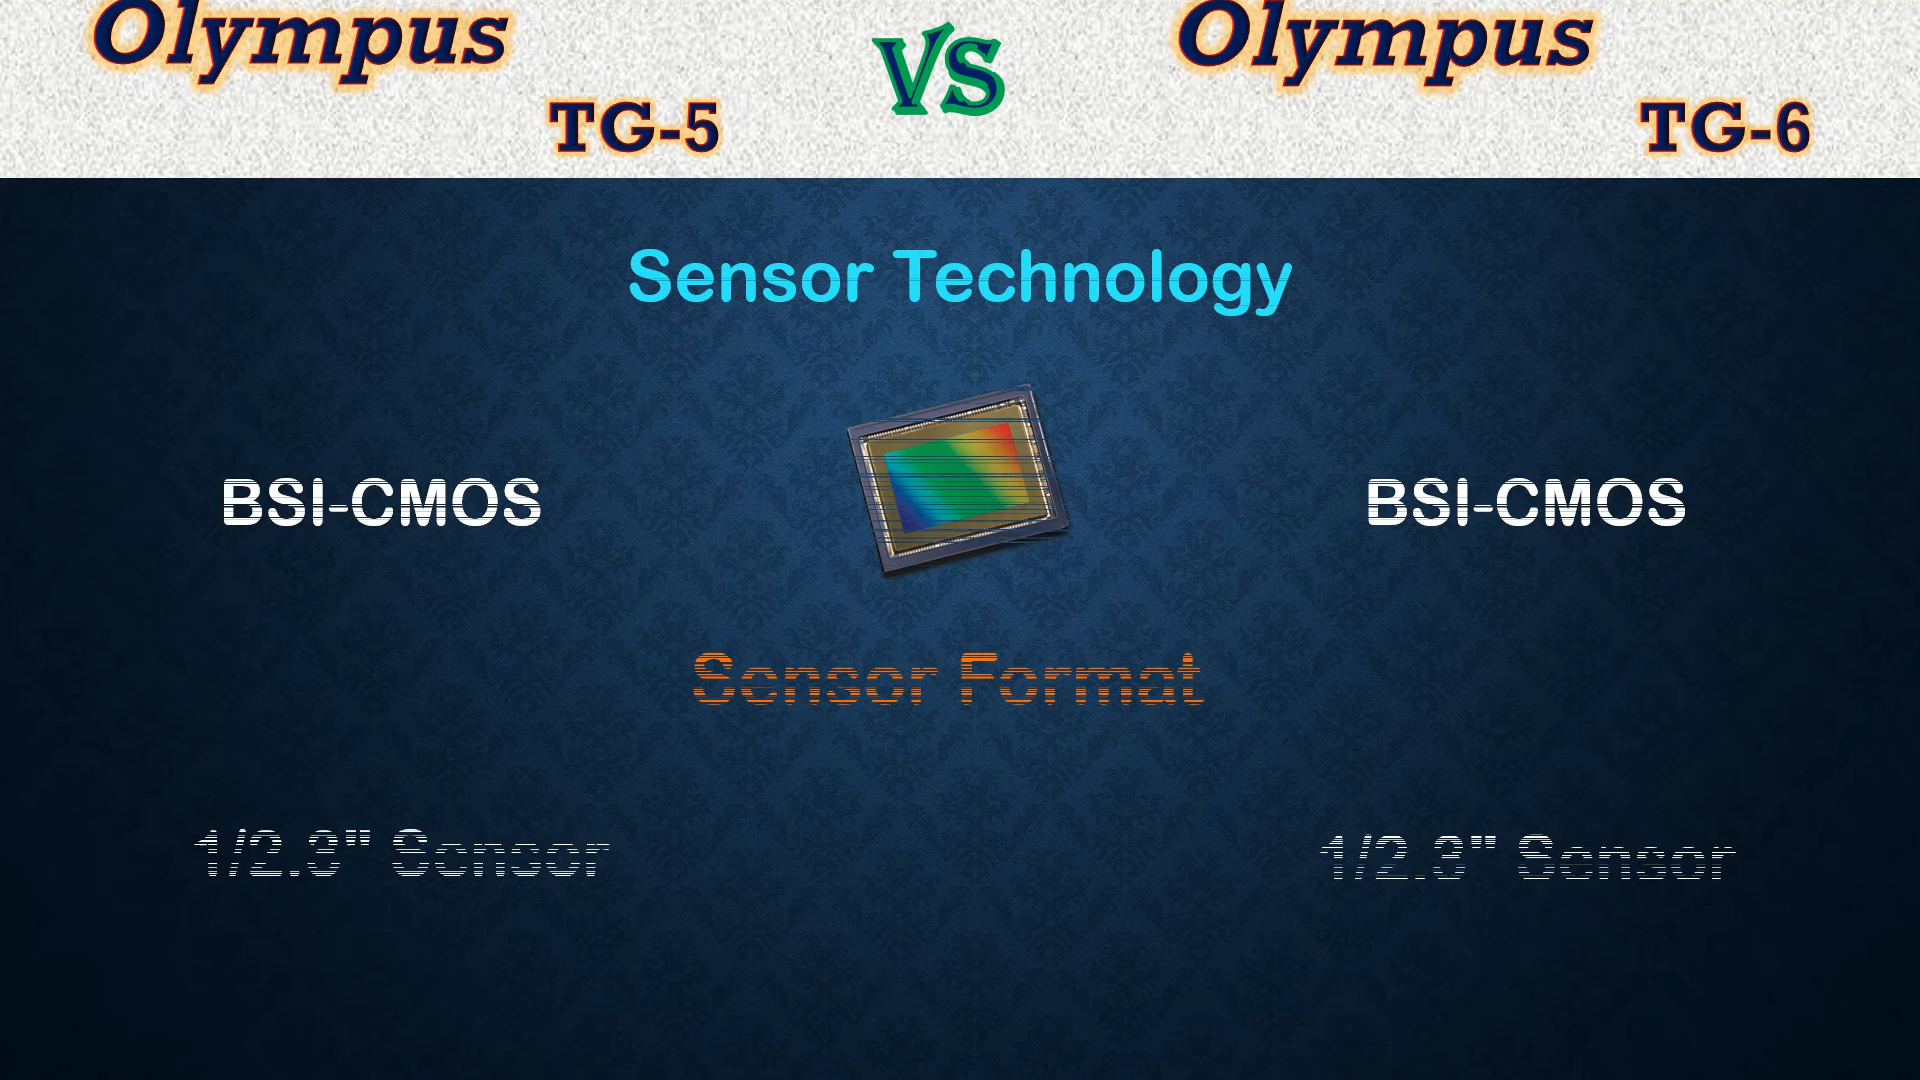 Olympus
TG-5
VS
Olympus
TG-6
Sensor Technology
BSI-CMOS
BSI-CMOS
Sensor Format
1/2.3" Sensor
1/2.3" Sensor